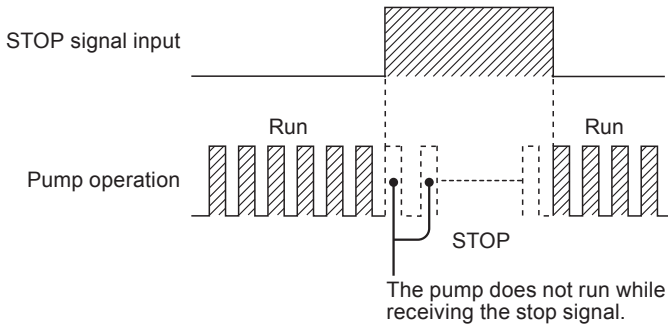 STOP signal input
Run
Run
Pump operation
STOP
The pump does not run while
receiving the stop signal.